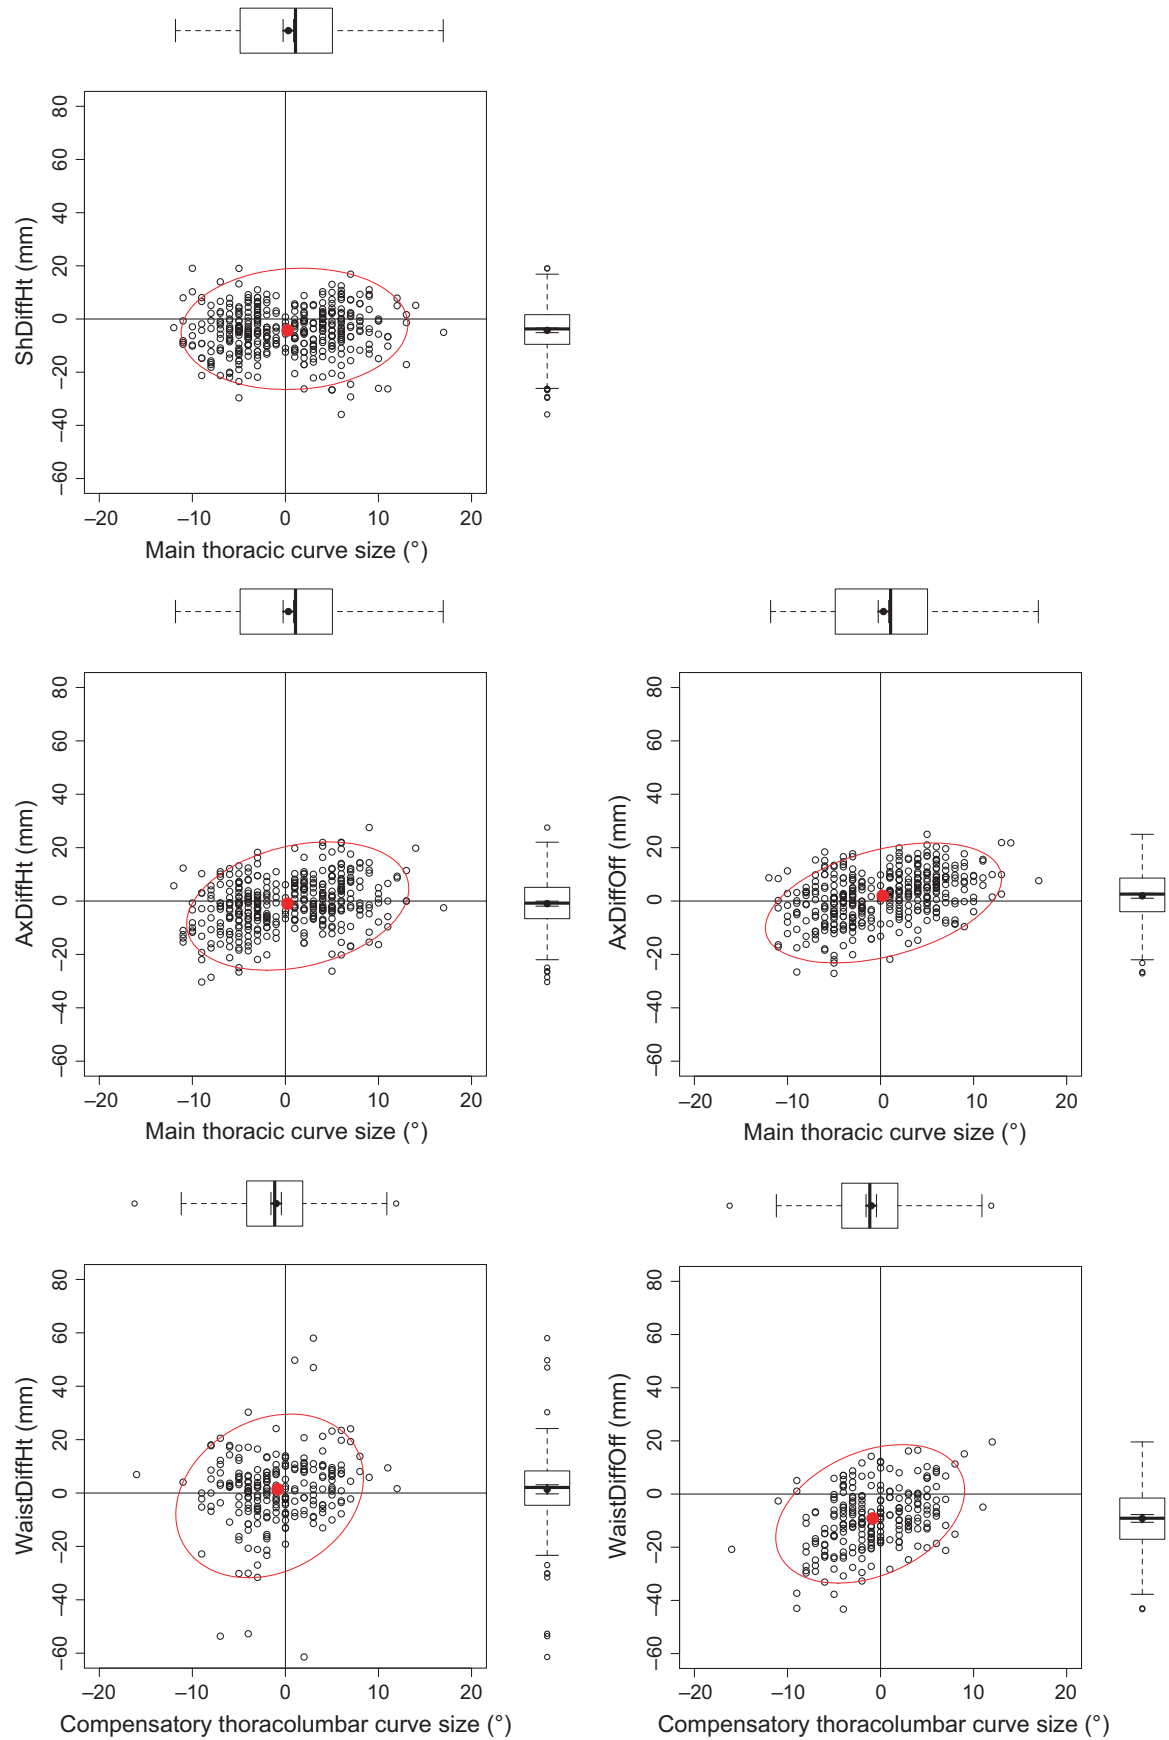 80
60
40
20
0
–20
–40
–60
ShDiffHt (mm)
–20 –10 0 10 20
Main thoracic curve size (°)
80
60
40
20
0
–20
–40
–60
AxDiffHt (mm)
–20 –10 0 10 20
Main thoracic curve size (°)
80
60
40
20
0
–20
–40
–60
AxDiffOff (mm)
–20 –10 0 10 20
Main thoracic curve size (°)
80
60
40
20
0
–20
–40
–60
WaistDiffHt (mm)
–20 –10 0 10 20
Compensatory thoracolumbar curve size (°)
80
60
40
20
0
–20
–40
–60
WaistDiffOff (mm)
–20 –10 0 10 20
Compensatory thoracolumbar curve size (°)